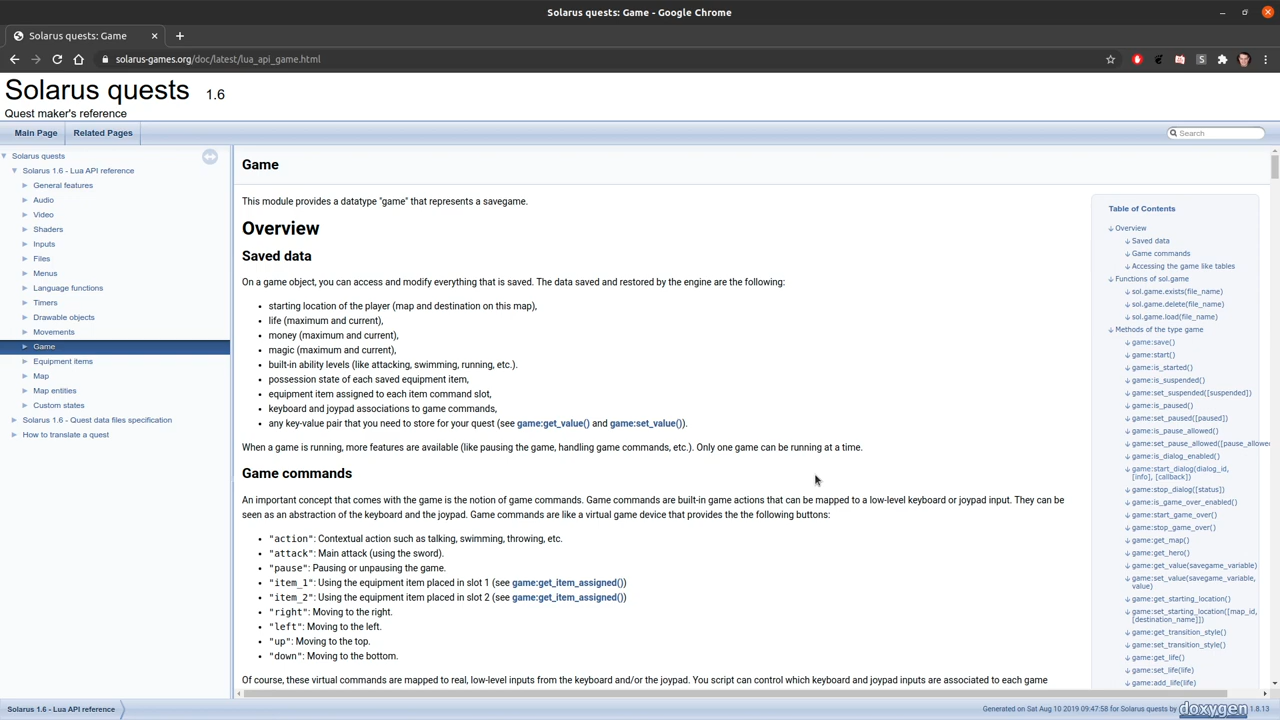 Solarus quests: Game - Google Chrome
Solarus quests: Game
solarus-games.org/doc/latest/lua_api_game.html
Solarus quests 1.6
Quest maker's reference
Main Page Related Pages
Search
Solarus quests
Solarus 1.6 - Lua API reference
General features
Audio
Video
Shaders
Inputs
Files
Menus
Language functions
Timers
Drawable objects
Movements
Game
Equipment items
Map
Map entities
Custom states
Solarus 1.6 - Quest data files specification
How to translate a quest
Game
This module provides a datatype "game" that represents a savegame.
Overview
Saved data
On a game object, you can access and modify everything that is saved. The data saved and restored by the engine are the following:
starting location of the player (map and destination on this map),
life (maximum and current),
money (maximum and current),
magic (maximum and current),
built-in ability levels (like attacking, swimming, running, etc.).
possession state of each saved equipment item,
equipment item assigned to each item command slot,
keyboard and joypad associations to game commands,
any key-value pair that you need to store for your quest (see game:get_value() and game:set_value()).
When a game is running, more features are available (like pausing the game, handling game commands, etc.). Only one game can be running at a time.
Game commands
An important concept that comes with the game is the notion of game commands. Game commands are built-in game actions that can be mapped to a low-level keyboard or joypad input. They can be
seen as an abstraction of the keyboard and the joypad. Game commands are like a virtual game device that provides the the following buttons:
"action": Contextual action such as talking, swimming, throwing, etc.
"attack": Main attack (using the sword).
"pause": Pausing or unpausing the game.
"item_1": Using the equipment item placed in slot 1 (see game:get_item_assigned())
"item_2": Using the equipment item placed in slot 2 (see game:get_item_assigned())
"right": Moving to the right.
"left": Moving to the left.
"up": Moving to the top.
"down": Moving to the bottom.
Of course, these virtual commands are mapped to real, low-level inputs from the keyboard and/or the joypad. You script can control which keyboard and joypad inputs are associated to each game
Table of Contents
Overview
Saved data
Game commands
Accessing the game like tables
Functions of sol.game
sol.game.exists(file_name)
sol.game.delete(file_name)
sol.game.load(file_name)
Methods of the type game
game:save()
game:start()
game:is_started()
game:is_suspended()
game:set_suspended([suspended])
game:is_paused()
game:set_paused([paused])
game:is_pause_allowed()
game:set_pause_allowed([pause_allowe
game:is_dialog_enabled()
game:start_dialog(dialog_id,
[info], [callback])
game:stop_dialog([status])
game:is_game_over_enabled()
game:start_game_over()
game:stop_game_over()
game:get_map()
game:get_hero()
game:get_value(savegame_variable)
game:set_value(savegame_variable,
value)
game:get_starting_location()
game:set_starting_location([map_id,
[destination_name]])
game:get_transition_style()
game:set_transition_style()
game:get_life()
game:set_life(life)
game:add_life(life)
Solarus 1.6 - Lua API reference
Generated on Sat Aug 10 2019 09:47:58 for Solarus quests by doxygen 1.8.13